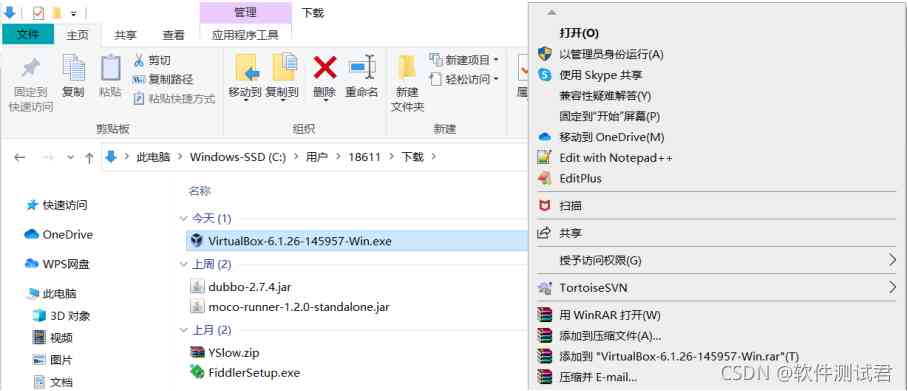 管理
下载
文件
主页
共享
查看
应用程序工具
固定到
快速访问
复制
粘贴
剪切
复制路径
粘贴快捷方式
剪贴板
移动到
复制到
删除
重命名
组织
新建
文件夹
新建项目
轻松访问
新建
此电脑 > Windows-SSD (C:) > 用户 > 18611 > 下载 >
名称
快速访问
OneDrive
WPS网盘
此电脑
3D 对象
视频
图片
文档
今天 (1)
VirtualBox-6.1.26-145957-Win.exe
上周 (2)
dubbo-2.7.4.jar
moco-runner-1.2.0-standalone.jar
上月 (2)
YSlow.zip
FiddlerSetup.exe
打开(O)
以管理员身份运行(A)
使用 Skype 共享
兼容性疑难解答(Y)
固定到"开始"屏幕(P)
移动到 OneDrive(M)
Edit with Notepad++
EditPlus
扫描
共享
授予访问权限(G)
TortoiseSVN
用 WinRAR 打开(W)
添加到压缩文件(A)...
添加到 "VirtualBox-6.1.26-145957-Win.rar"(T)
压缩并 E-mail...
CSDN @软件测试君